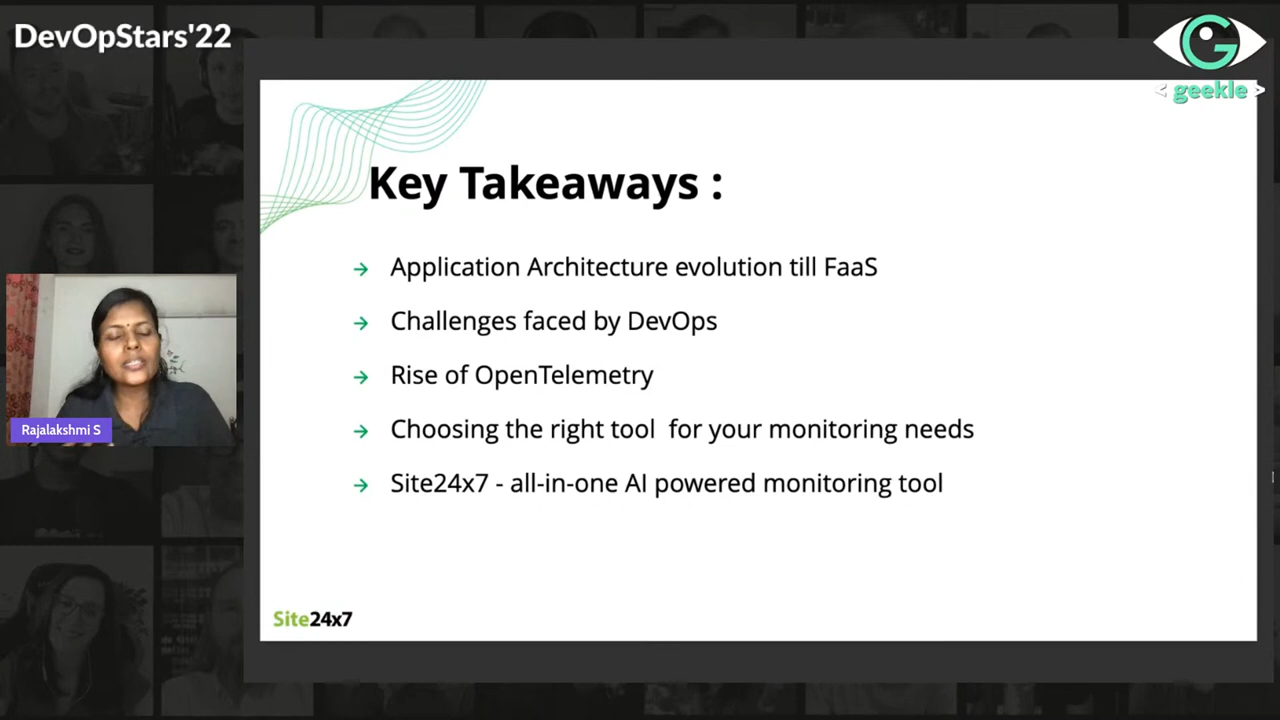 DevOpStars'22
G
< geekle >
Key Takeaways :
→ Application Architecture evolution till FaaS
→ Challenges faced by DevOps
→ Rise of OpenTelemetry
→ Choosing the right tool for your monitoring needs
→ Site24x7 - all-in-one AI powered monitoring tool
Rajalakshmi S
Site24x7